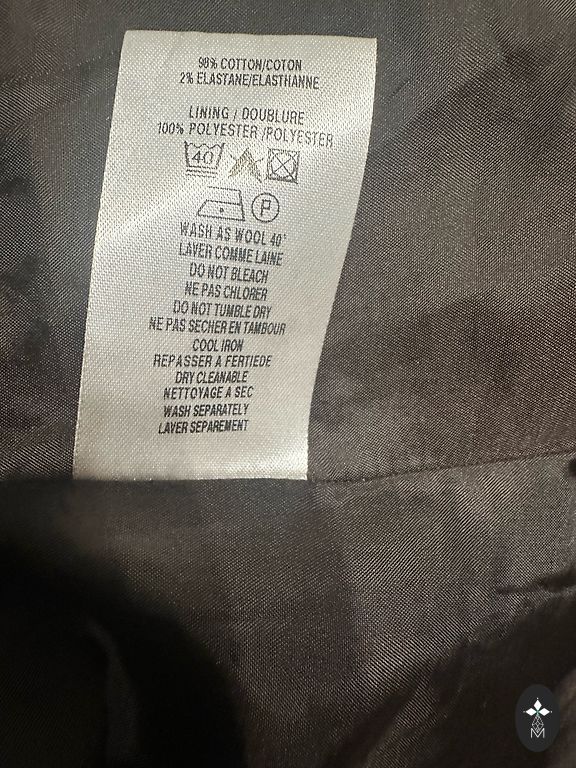 98% COTTON/COTON
2% ELASTANE/ELASTHANNE
LINING / DOUBLURE
100% POLYESTER /POLYESTER
40
P
WASH AS WOOL 40°
LAVER COMME LAINE
DO NOT BLEACH
NE PAS CHLORER
DO NOT TUMBLE DRY
NE PAS SECHER EN TAMBOUR
COOL IRON
REPASSER A FERTIEDE
DRY CLEANABLE
NETTOYAGE A SEC
WASH SEPARATELY
LAVER SEPAREMENT
M